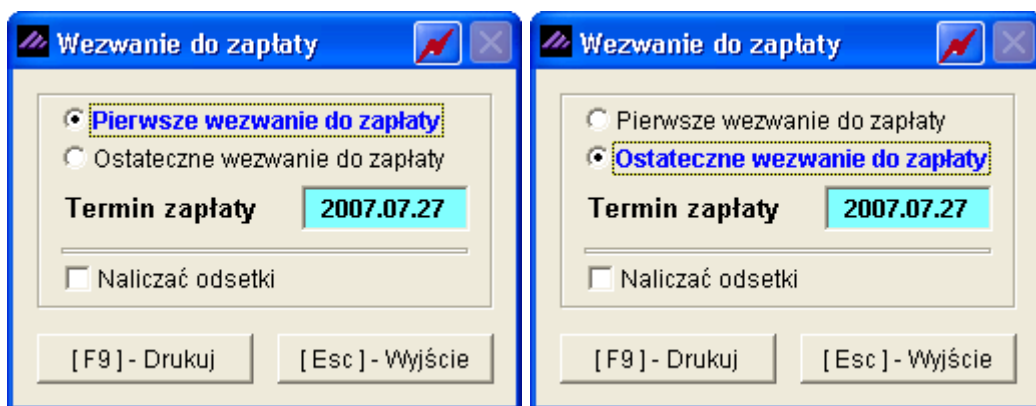 Wezwanie do zapłaty
Pierwsze wezwanie do zapłaty
Ostateczne wezwanie do zapłaty
Termin zapłaty 2007.07.27
Naliczać odsetki
[ F9 ] - Drukuj [ Esc ] - Wyjście
Wezwanie do zapłaty
Pierwsze wezwanie do zapłaty
Ostateczne wezwanie do zapłaty
Termin zapłaty 2007.07.27
Naliczać odsetki
[ F9 ] - Drukuj [ Esc ] - Wyjście